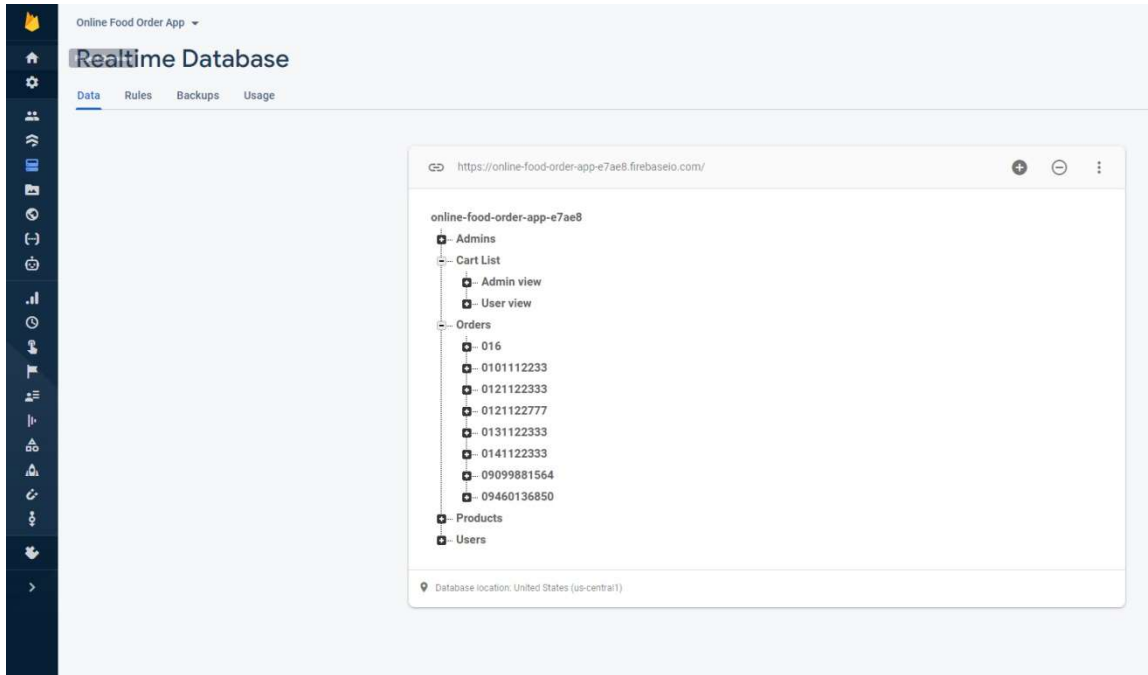 Online Food Order App
Realtime Database
Data Rules Backups Usage
https://online-food-order-app-e7ae8.firebaseio.com/
online-food-order-app-e7ae8
Admins
Cart List
Admin view
User view
Orders
016
0101112233
0121122333
0121122777
0131122333
0141122333
09099881564
09460136850
Products
Users
Database location: United States (us-central1)